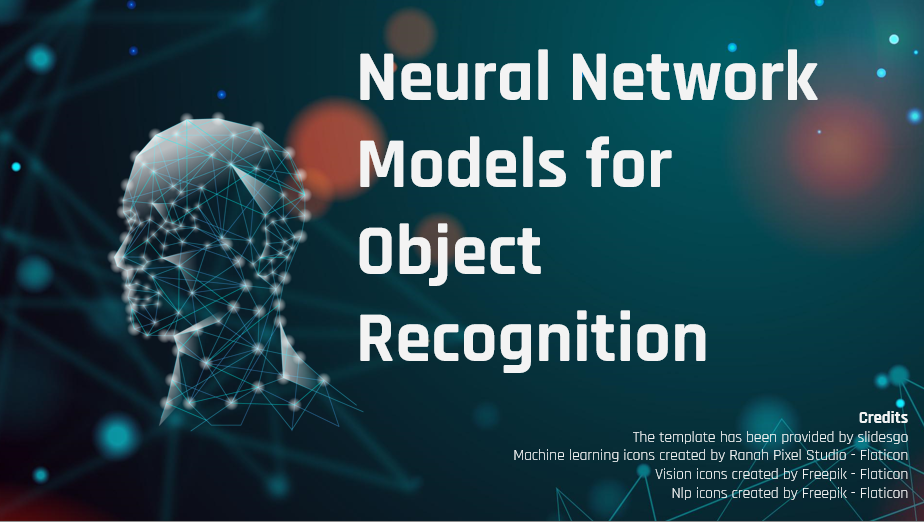 Neural Network
Models for
Object
Recognition
Credits
The template has been provided by slidesgo
Machine learning icons created by Ranah Pixel Studio - Flaticon
Vision icons created by Freepik - Flaticon
Nlp icons created by Freepik - Flaticon